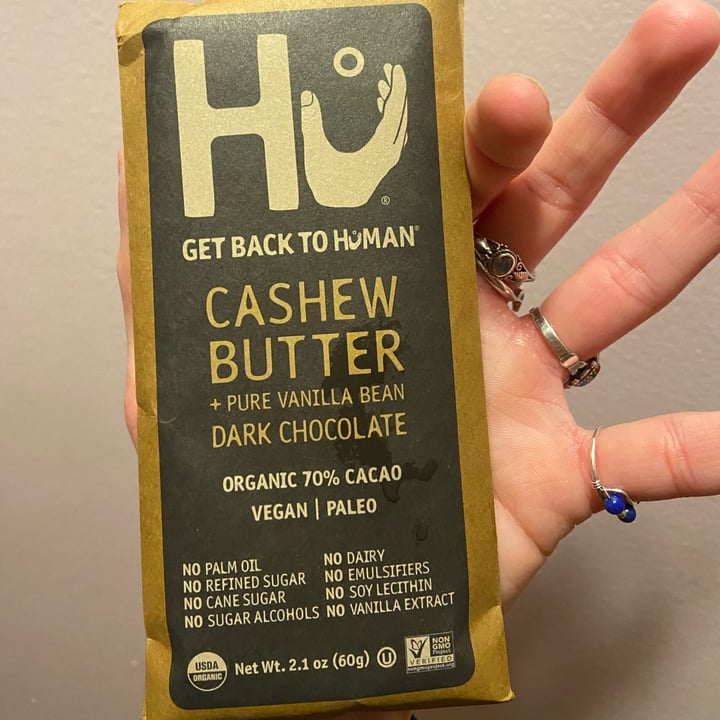 Hu
®
GET BACK TO HUMAN®
CASHEW
BUTTER
+ PURE VANILLA BEAN
DARK CHOCOLATE
ORGANIC 70% CACAO
VEGAN | PALEO
NO PALM OIL
NO REFINED SUGAR
NO CANE SUGAR
NO SUGAR ALCOHOLS
NO DAIRY
NO EMULSIFIERS
NO SOY LECITHIN
NO VANILLA EXTRACT
USDA
ORGANIC
Net Wt. 2.1 oz (60g) U
NON
GMO
Project
VERIFIED
nongmoproject.org